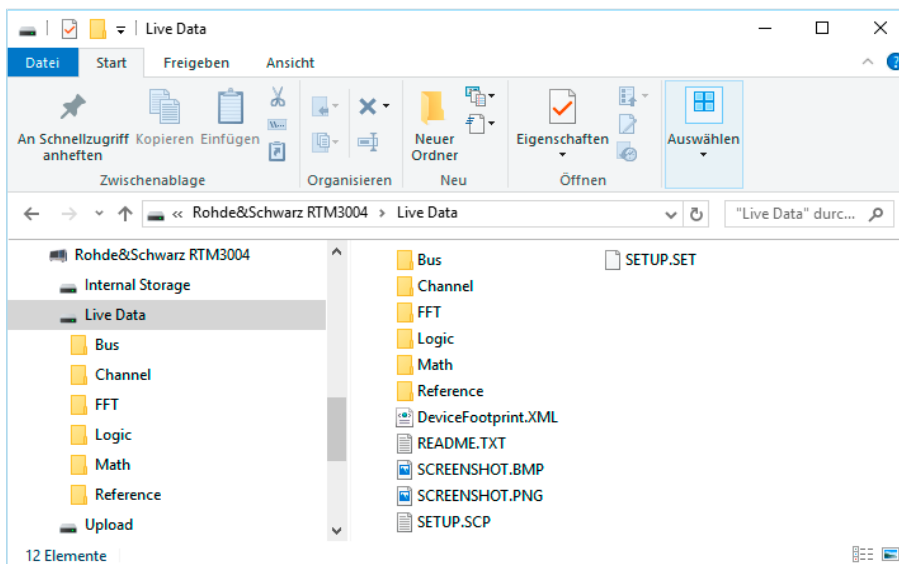 Live Data
Datei Start Freigeben Ansicht
An Schnellzugriff anheften
Kopieren
Einfügen
Neuer Ordner
Eigenschaften
Auswählen
Zwischenablage Organisieren Neu Öffnen
« Rohde&Schwarz RTM3004 > Live Data
"Live Data" durc...
Rohde&Schwarz RTM3004
Internal Storage
Live Data
Bus
Channel
FFT
Logic
Math
Reference
Upload
Bus
Channel
FFT
Logic
Math
Reference
DeviceFootprint.XML
README.TXT
SCREENSHOT.BMP
SCREENSHOT.PNG
SETUP.SCP
SETUP.SET
12 Elemente